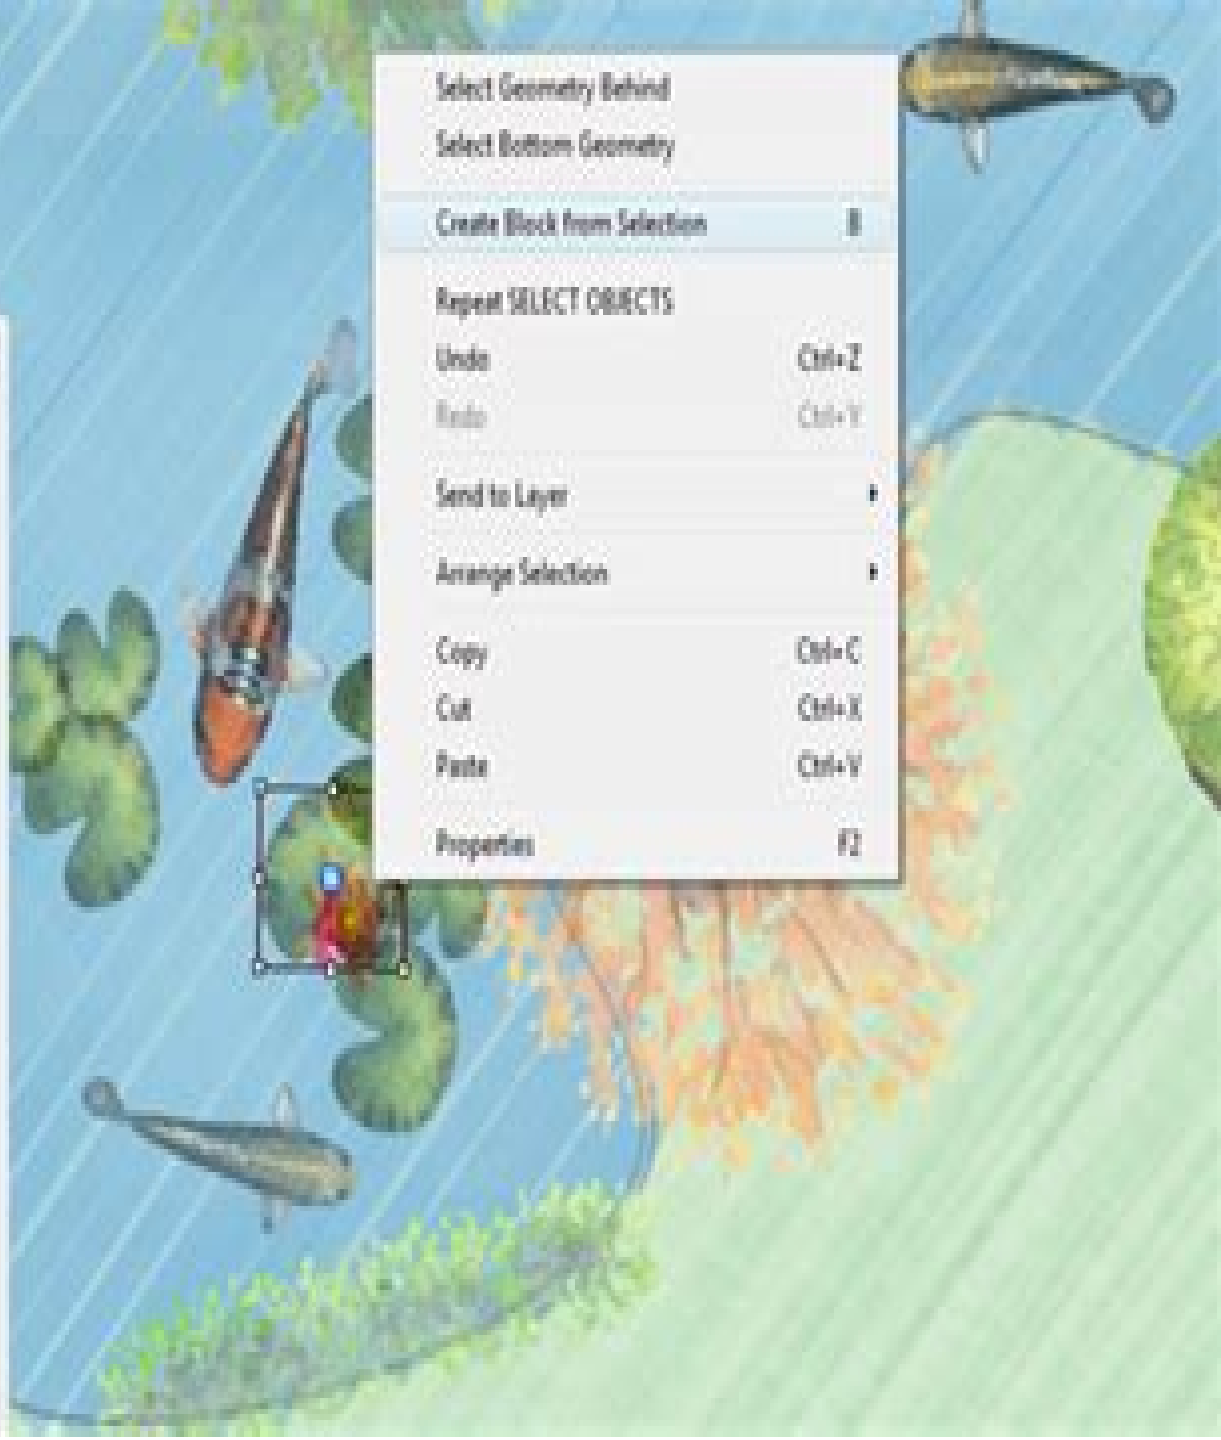 Select Geometry Behind
Select Bottom Geometry
Create Block from Selection B
Repeat SELECT OBJECTS
Undo Ctrl+Z
Redo Ctrl+Y
Send to Layer
Arrange Selection
Copy Ctrl+C
Cut Ctrl+X
Paste Ctrl+V
Properties F2